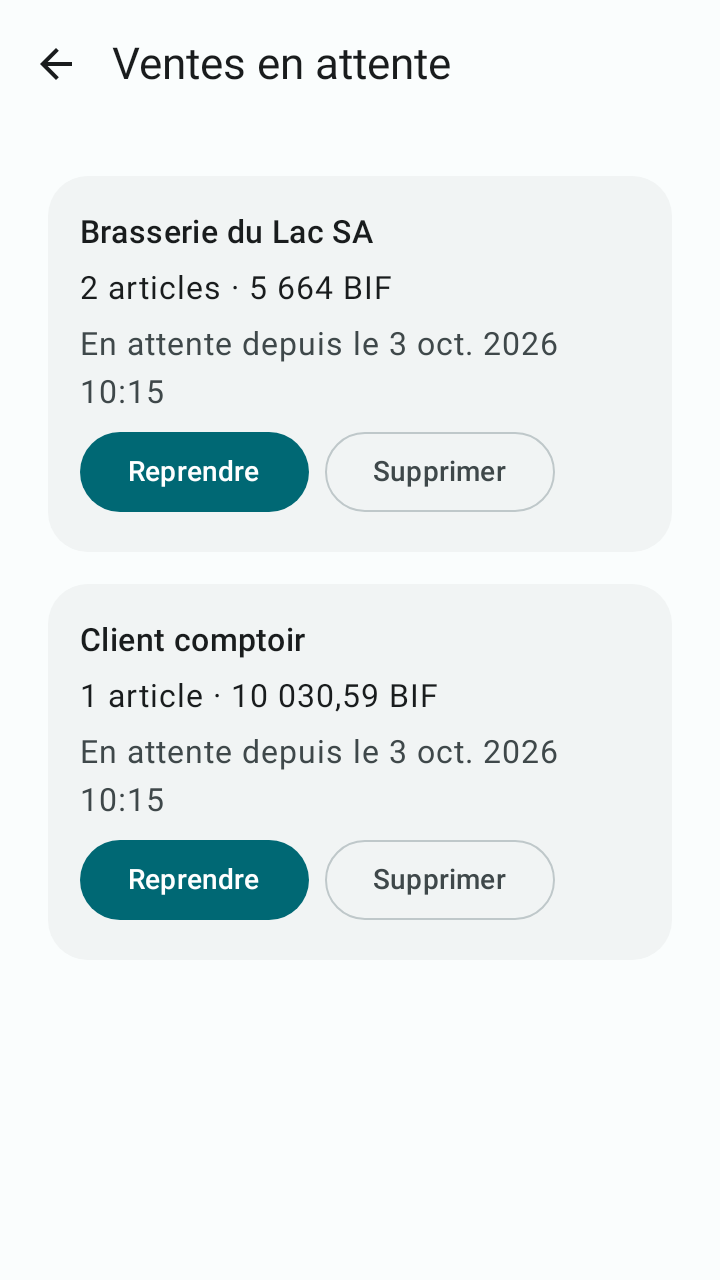 Ventes en attente
Brasserie du Lac SA
2 articles · 5 664 BIF
En attente depuis le 3 oct. 2026
10:15
Reprendre
Supprimer
Client comptoir
1 article · 10 030,59 BIF
En attente depuis le 3 oct. 2026
10:15
Reprendre
Supprimer